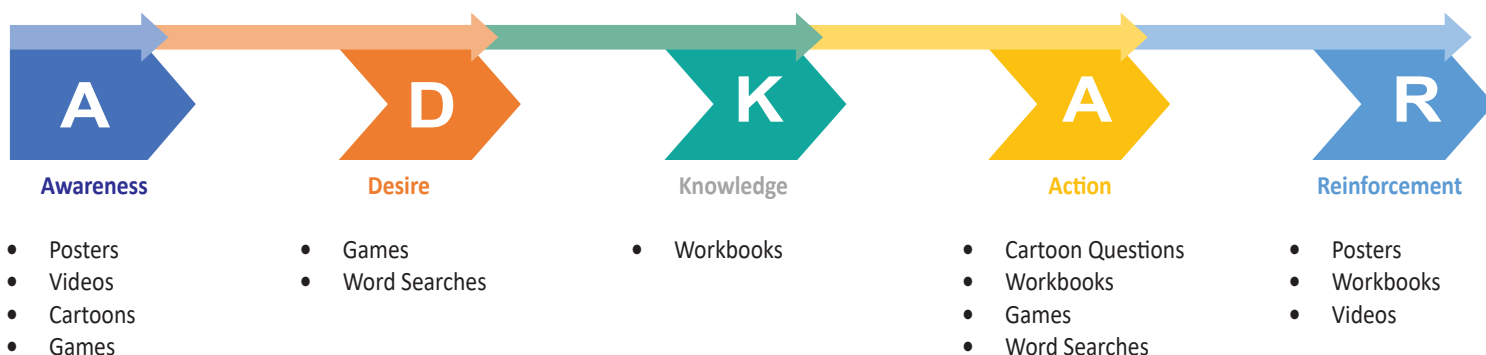 A
D
K
A
R
Awareness
Desire
Knowledge
Action
Reinforcement
• Posters
• Videos
• Cartoons
• Games
• Games
• Word Searches
• Workbooks
• Cartoon Questions
• Workbooks
• Games
• Word Searches
• Posters
• Workbooks
• Videos